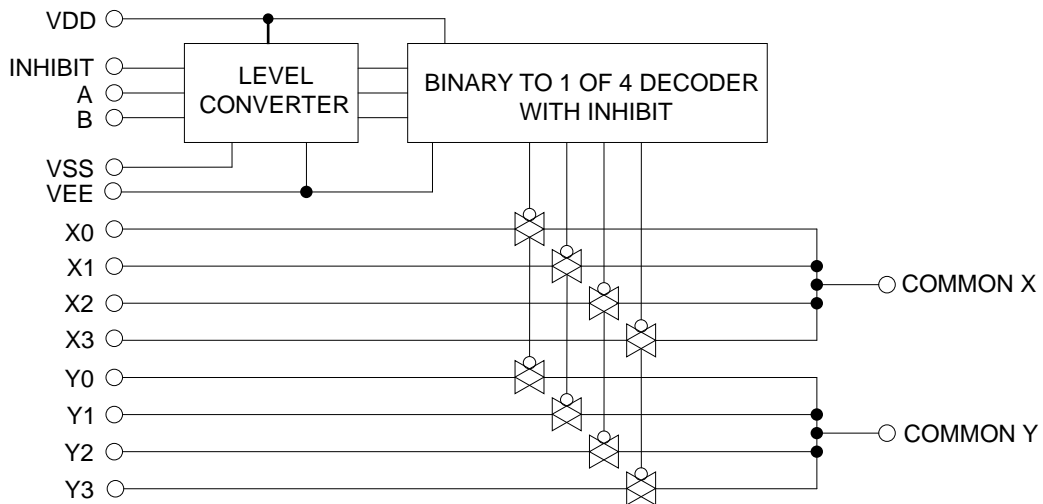 VDD
INHIBIT
A
B
LEVEL
CONVERTER
BINARY TO 1 OF 4 DECODER
WITH INHIBIT
VSS
VEE
X0
X1
X2
X3
COMMON X
Y0
Y1
Y2
Y3
COMMON Y